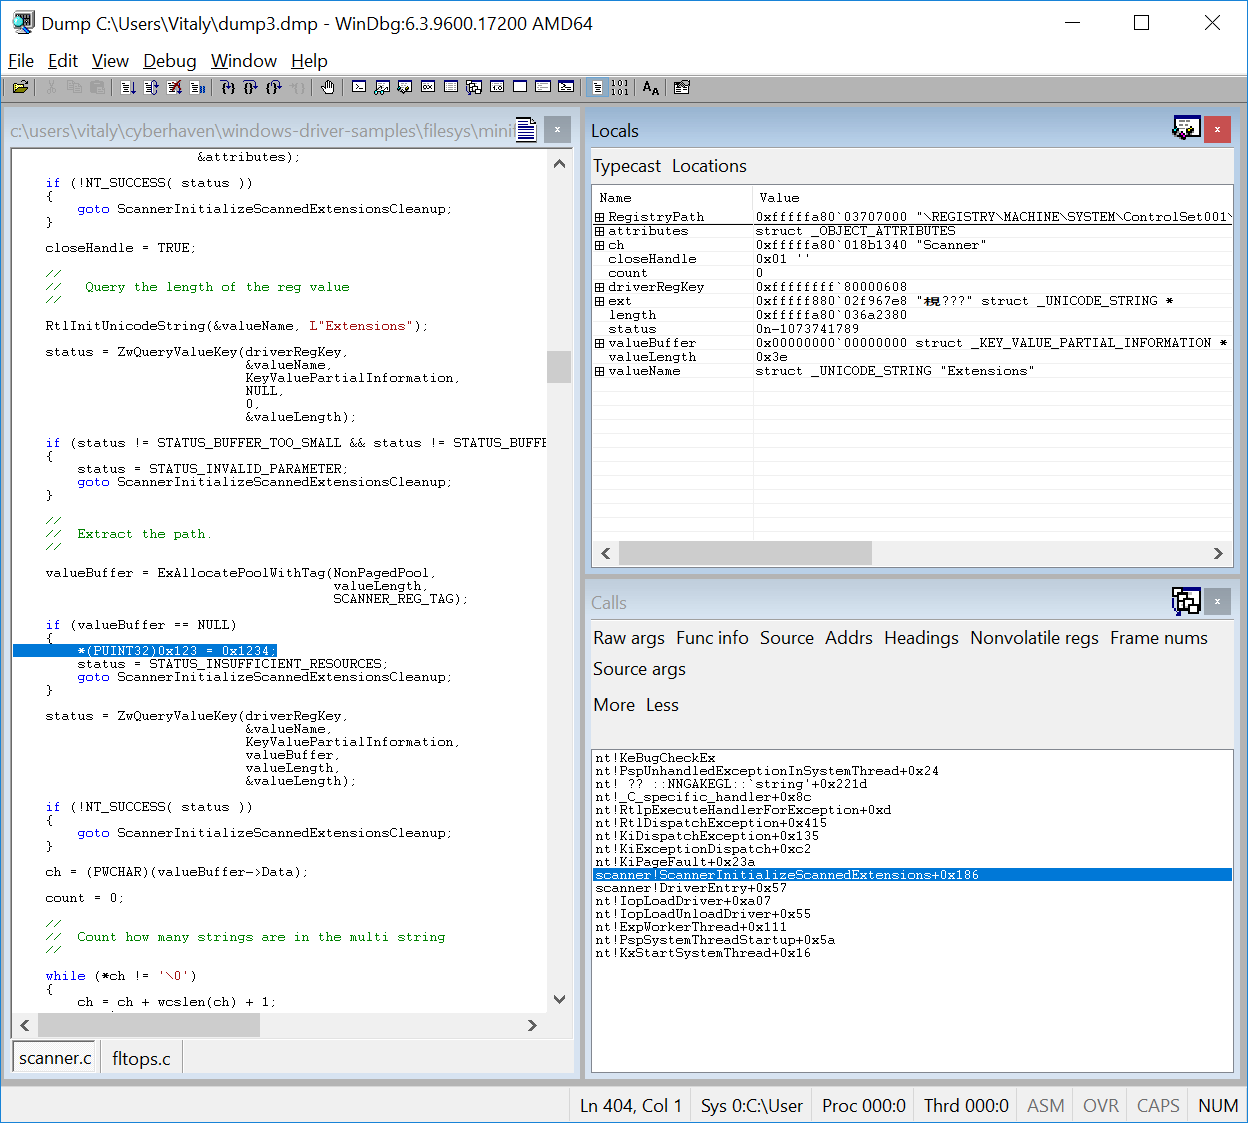 Dump C:\Users\Vitaly\dump3.dmp - WinDbg:6.3.9600.17200 AMD64
File Edit View Debug Window Help
c:\users\vitaly\cyberhaven\windows-driver-samples\filesys\minif
&attributes);
if (!NT_SUCCESS( status ))
{
goto ScannerInitializeScannedExtensionsCleanup;
}
closeHandle = TRUE;
//
// Query the length of the reg value
//
RtlInitUnicodeString(&valueName, L"Extensions");
status = ZwQueryValueKey(driverRegKey,
&valueName,
KeyValuePartialInformation,
NULL,
0,
&valueLength);
if (status != STATUS_BUFFER_TOO_SMALL && status != STATUS_BUFFE
{
status = STATUS_INVALID_PARAMETER;
goto ScannerInitializeScannedExtensionsCleanup;
}
//
// Extract the path.
//
valueBuffer = ExAllocatePoolWithTag(NonPagedPool,
valueLength,
SCANNER_REG_TAG);
if (valueBuffer == NULL)
{
*(PUINT32)0x123 = 0x1234;
status = STATUS_INSUFFICIENT_RESOURCES;
goto ScannerInitializeScannedExtensionsCleanup;
}
status = ZwQueryValueKey(driverRegKey,
&valueName,
KeyValuePartialInformation,
valueBuffer,
valueLength,
&valueLength);
if (!NT_SUCCESS( status ))
{
goto ScannerInitializeScannedExtensionsCleanup;
}
ch = (PWCHAR)(valueBuffer->Data);
count = 0;
//
// Count how many strings are in the multi string
//
while (*ch != '\0')
{
ch = ch + wcslen(ch) + 1;
scanner.c fltops.c
Locals
Typecast Locations
Name Value
RegistryPath 0xfffffa80`03707000 "\REGISTRY\MACHINE\SYSTEM\ControlSet001\
attributes struct _OBJECT_ATTRIBUTES
ch 0xfffffa80`018b1340 "Scanner"
closeHandle 0x01 ''
count 0
driverRegKey 0xffffffff`80000608
ext 0xfffff880`02f967e8 "???" struct _UNICODE_STRING *
length 0xfffffa80`036a2380
status 0n-1073741789
valueBuffer 0x00000000`00000000 struct _KEY_VALUE_PARTIAL_INFORMATION *
valueLength 0x3e
valueName struct _UNICODE_STRING "Extensions"
Calls
Raw args Func info Source Addrs Headings Nonvolatile regs Frame nums
Source args
More Less
nt!KeBugCheckEx
nt!PspUnhandledExceptionInSystemThread+0x24
nt! ?? ::NNGAKEGL::`string'+0x221d
nt!_C_specific_handler+0x8c
nt!RtlpExecuteHandlerForException+0xd
nt!RtlDispatchException+0x415
nt!KiDispatchException+0x135
nt!KiExceptionDispatch+0xc2
nt!KiPageFault+0x23a
scanner!ScannerInitializeScannedExtensions+0x186
scanner!DriverEntry+0x57
nt!IopLoadDriver+0xa07
nt!IopLoadUnloadDriver+0x55
nt!ExpWorkerThread+0x111
nt!PspSystemThreadStartup+0x5a
nt!KxStartSystemThread+0x16
Ln 404, Col 1 Sys 0:C:\User Proc 000:0 Thrd 000:0 ASM OVR CAPS NUM